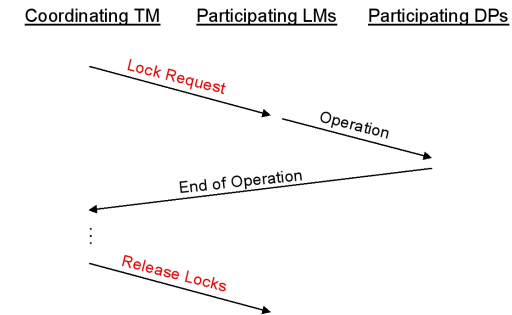 Coordinating TM Participating LMs Participating DPs
Lock Request
Operation
End of Operation
Release Locks